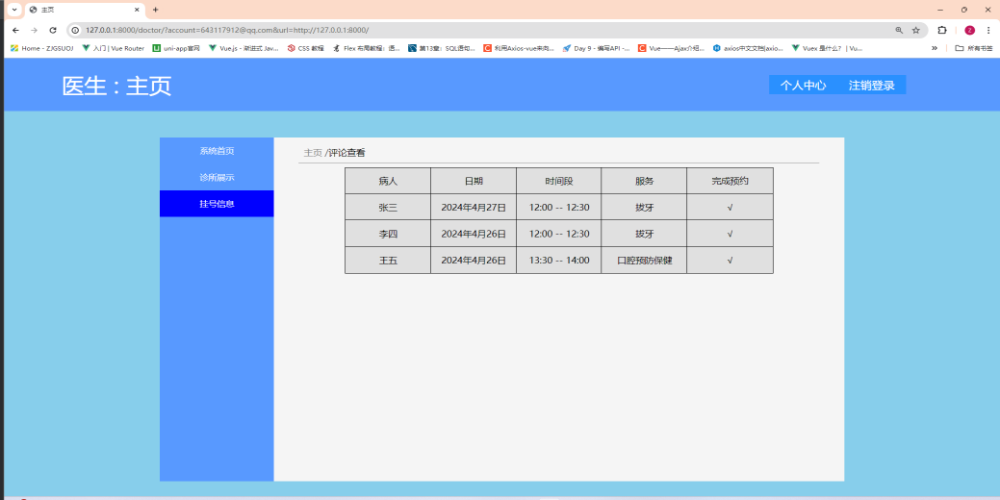 主页
127.0.0.1:8000/doctor/?account=643117912@qq.com&url=http://127.0.0.1:8000/
Z
Home - ZJGSUOJ 入门 | Vue Router uni-app官网 Vue.js - 渐进式 Jav... CSS 教程 Flex 布局教程：语... 第13章：SQL语句... 利用Axios-vue来向... Day 9 - 编写API -... Vue——Ajax介绍... axios中文文档|axio... Vuex 是什么？ | Vu... » 所有书签
医生：主页
个人中心 注销登录
系统首页
诊所展示
挂号信息
主页 /评论查看
病人 日期 时间段 服务 完成预约
张三 2024年4月27日 12:00 -- 12:30 拔牙 √
李四 2024年4月26日 12:00 -- 12:30 拔牙 √
王五 2024年4月26日 13:30 -- 14:00 口腔预防保健 √